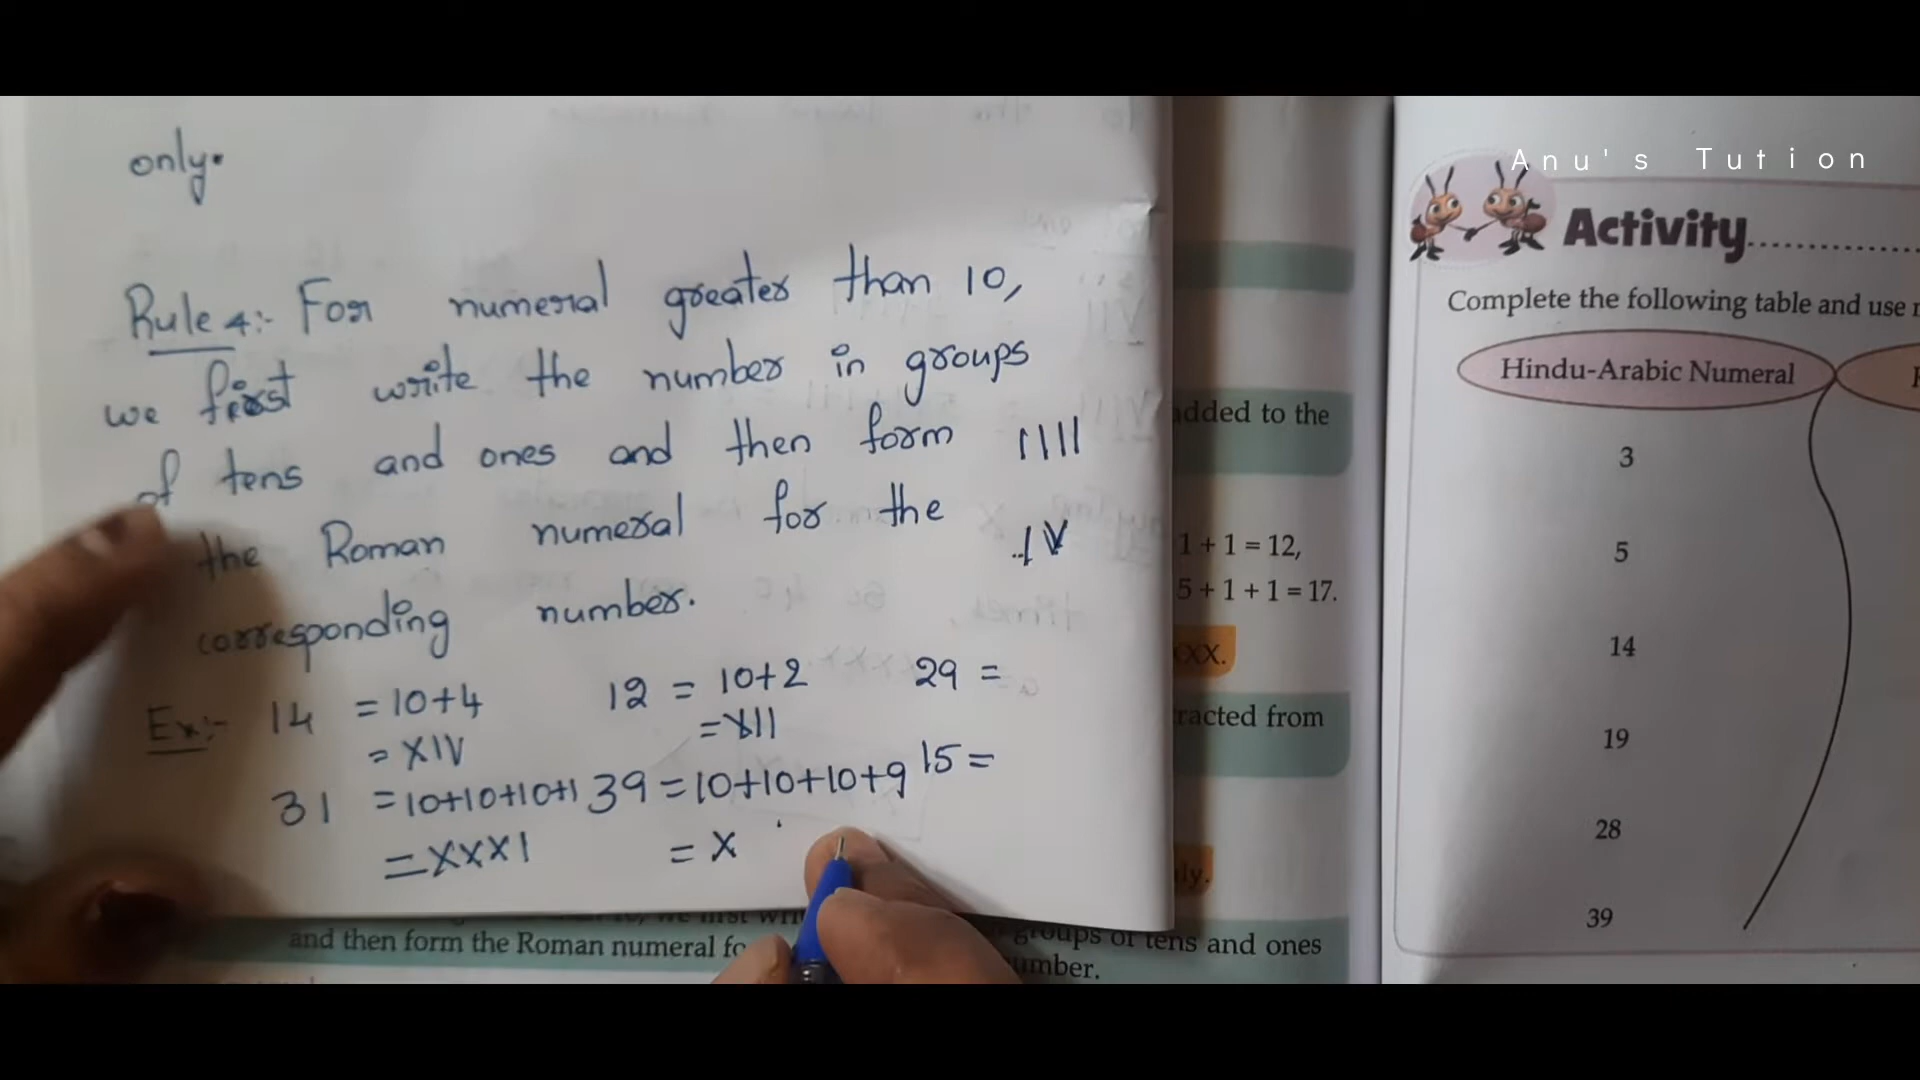 only.
Rule 4:- For numeral greater than 10,
we first write the number in groups
of tens and ones and then form IIII
the Roman numeral for the IV
corresponding number.
Ex:- 14 = 10+4 12 = 10+2 29 =
= XIV = XII
31 = 10+10+10+1 39 = 10+10+10+9 15 =
= XXXI = X
added to the
1 + 1 = 12,
5 + 1 + 1 = 17.
XXX.
tracted from
ly.
and then form the Roman numeral fo
groups of tens and ones
umber.
Anu's Tution
Activity
Complete the following table and use
Hindu-Arabic Numeral
3
5
14
19
28
39